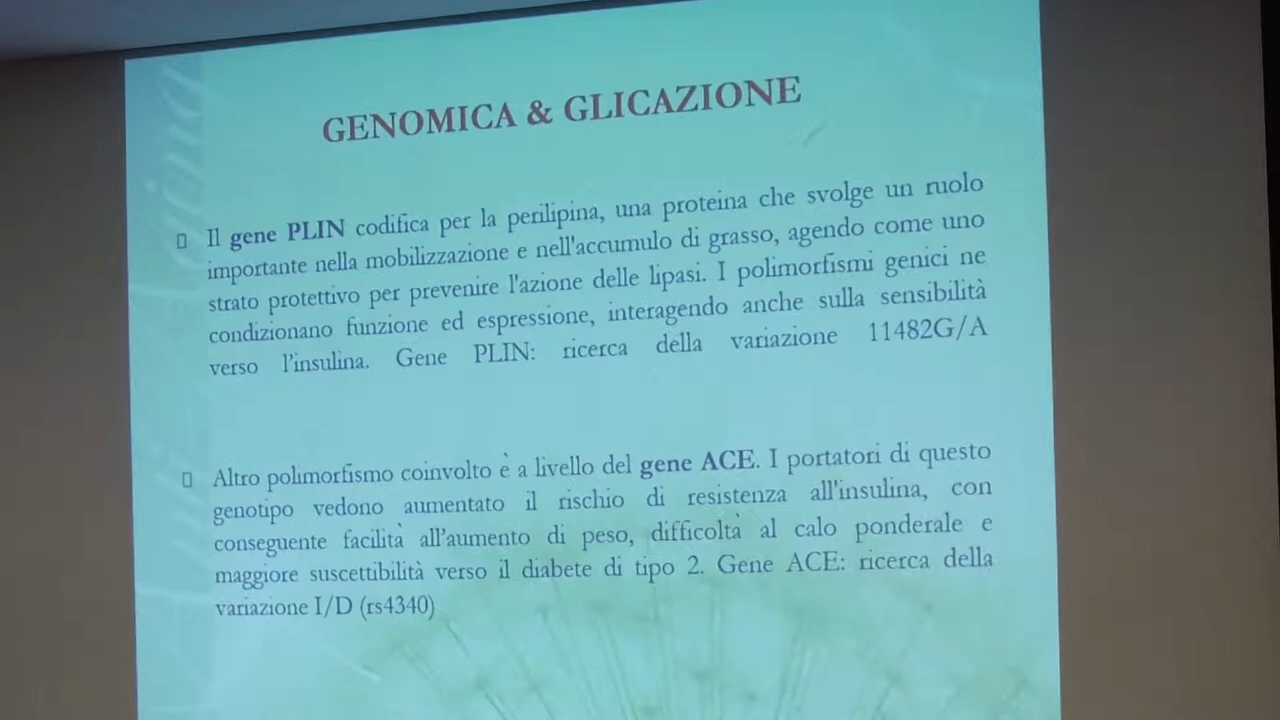 GENOMICA & GLICAZIONE
Il gene PLIN codifica per la perilipina, una proteina che svolge un ruolo
importante nella mobilizzazione e nell'accumulo di grasso, agendo come uno
strato protettivo per prevenire l'azione delle lipasi. I polimorfismi genici ne
condizionano funzione ed espressione, interagendo anche sulla sensibilità
verso l'insulina. Gene PLIN: ricerca della variazione 11482G/A
Altro polimorfismo coinvolto è a livello del gene ACE. I portatori di questo
genotipo vedono aumentato il rischio di resistenza all'insulina, con
conseguente facilità all'aumento di peso, difficoltà al calo ponderale e
maggiore suscettibilità verso il diabete di tipo 2. Gene ACE: ricerca della
variazione I/D (rs4340)